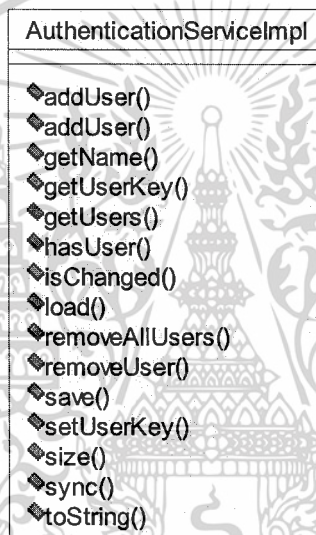 AuthenticationServiceImpl
addUser()
addUser()
getName()
getUserKey()
getUsers()
hasUser()
isChanged()
load()
removeAllUsers()
removeUser()
save()
setUserKey()
size()
sync()
toString()